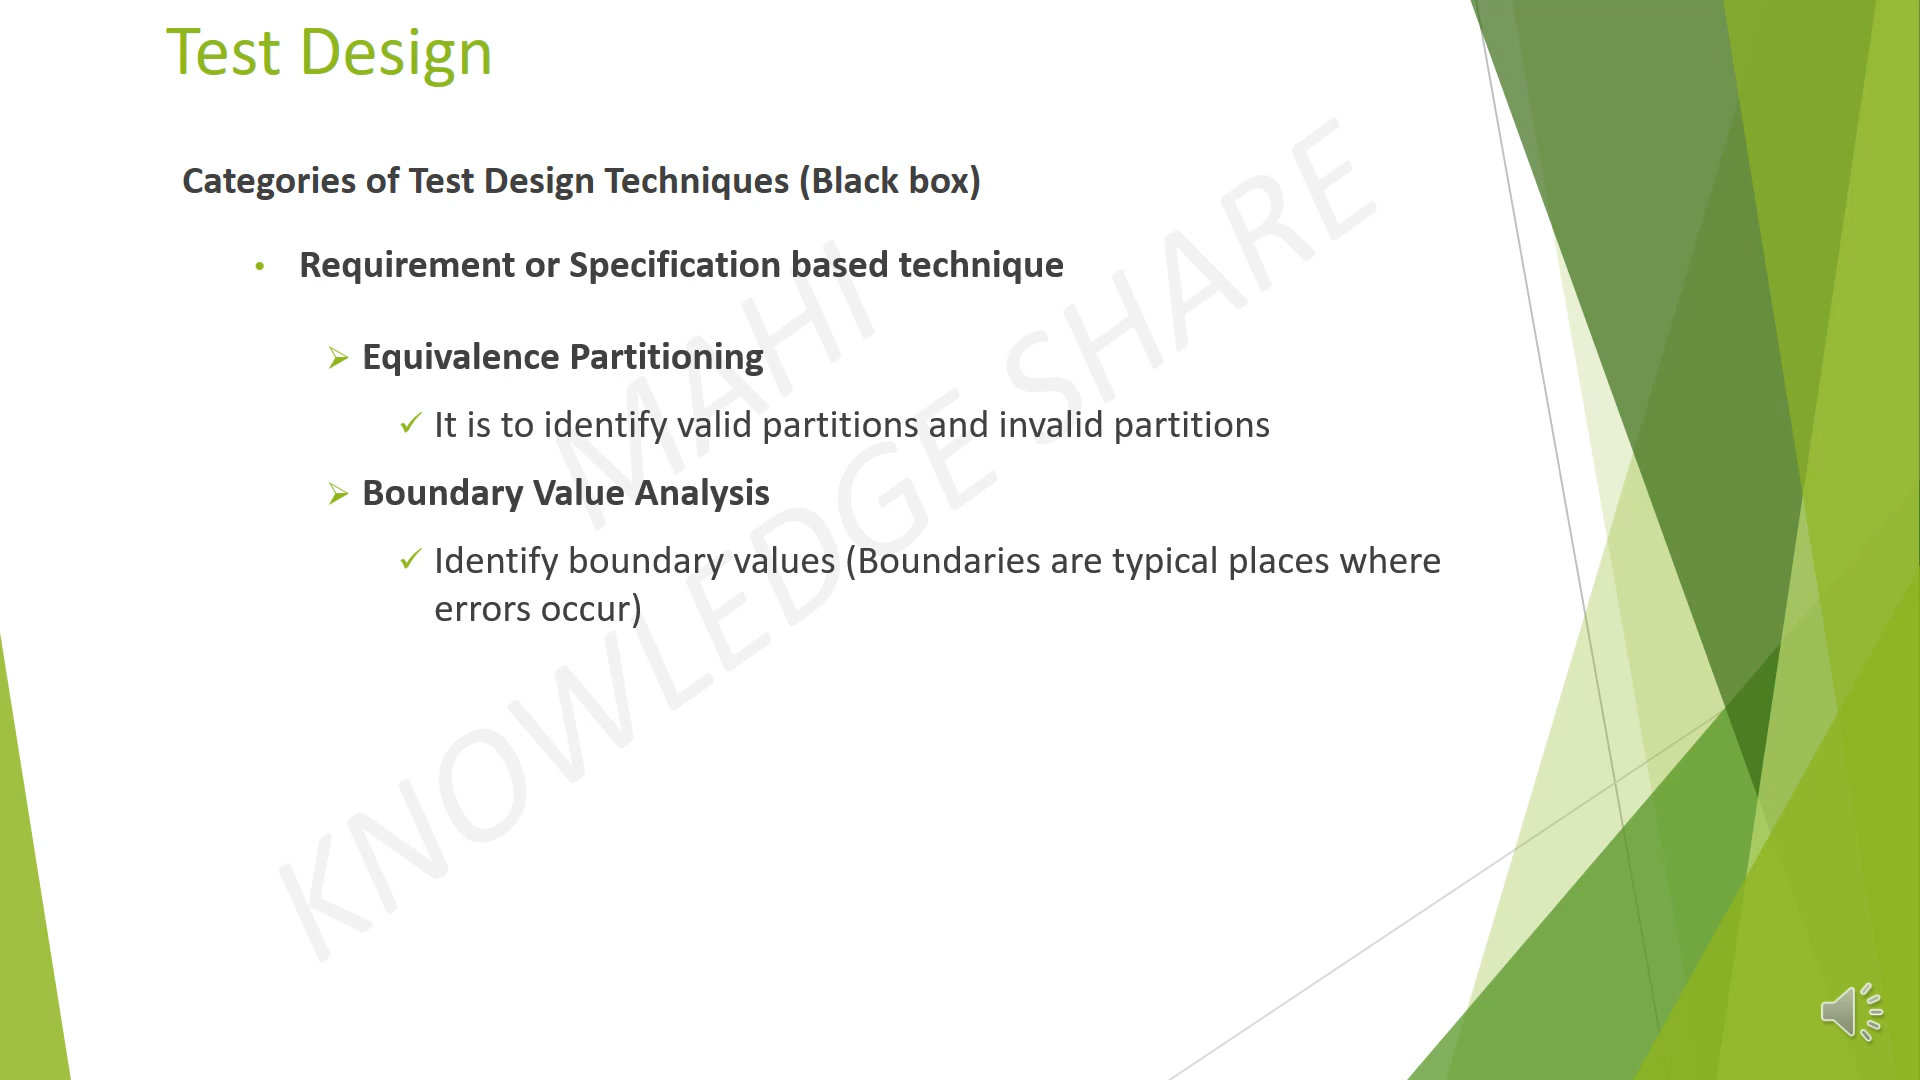 Test Design
Categories of Test Design Techniques (Black box)
• Requirement or Specification based technique
➢ Equivalence Partitioning
✓ It is to identify valid partitions and invalid partitions
➢ Boundary Value Analysis
✓ Identify boundary values (Boundaries are typical places where
errors occur)
MAHI
KNOWLEDGE SHARE